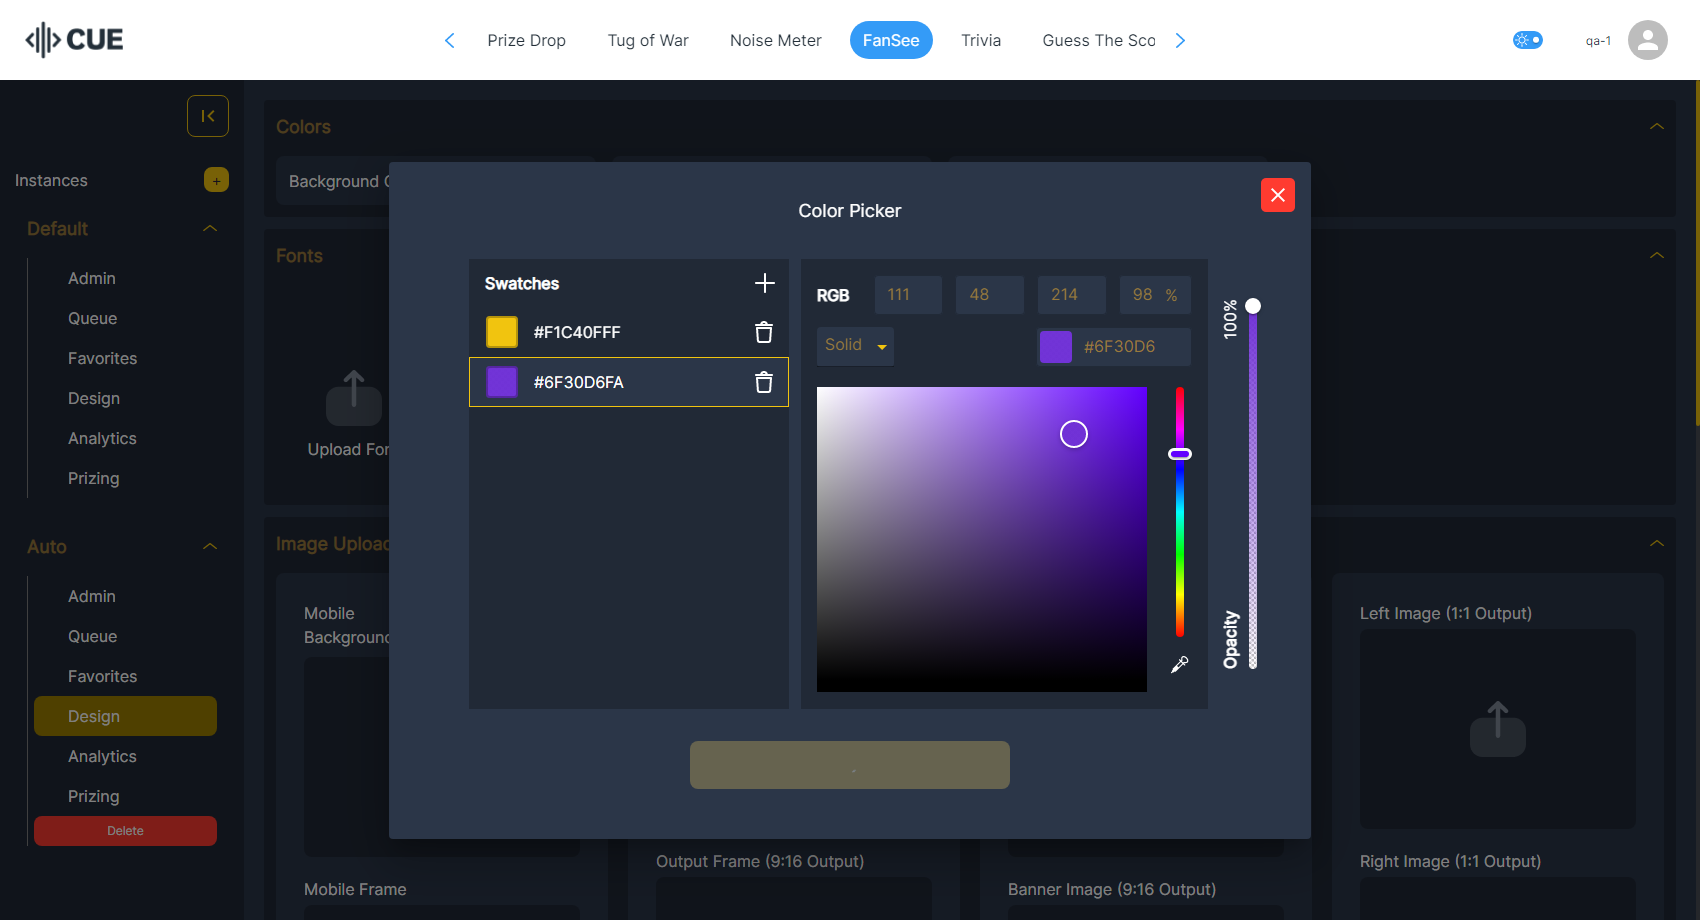 CUE
Prize Drop
Tug of War
Noise Meter
FanSee
Trivia
Guess The Sco
qa-1
Instances
+
Default
Admin
Queue
Favorites
Design
Analytics
Prizing
Auto
Admin
Queue
Favorites
Design
Analytics
Prizing
Delete
Colors
Background C
Fonts
Upload For
Image Upload
Mobile
Background
Mobile Frame
Output Frame (9:16 Output)
Banner Image (9:16 Output)
Left Image (1:1 Output)
Right Image (1:1 Output)
Color Picker
Swatches
#F1C40FFF
#6F30D6FA
RGB
111
48
214
98 %
Solid
#6F30D6
100%
Opacity